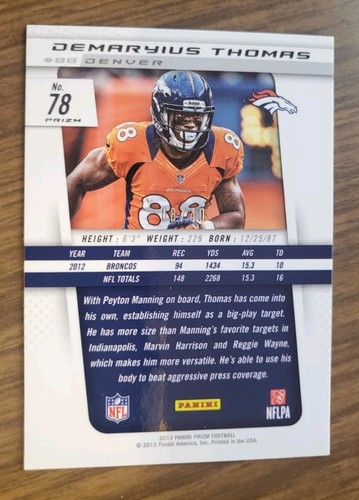 DEMARYIUS THOMAS
#88 DENVER
No.
78
PRIZM
BRONCOS
88
HEIGHT: 6'3" WEIGHT: 229 BORN: 12/25/87
YEAR TEAM REC YDS AVG TD
2012 BRONCOS 94 1434 15.3 10
NFL TOTALS 148 2268 15.3 16
With Peyton Manning on board, Thomas has come into
his own, establishing himself as a big-play target.
He has more size than Manning's favorite targets in
Indianapolis, Marvin Harrison and Reggie Wayne,
which makes him more versatile. He's able to use his
body to beat aggressive press coverage.
NFL
PANINI
NFLPA
2013 PANINI PRIZM FOOTBALL
© 2013 Panini America, Inc. Printed in the USA.